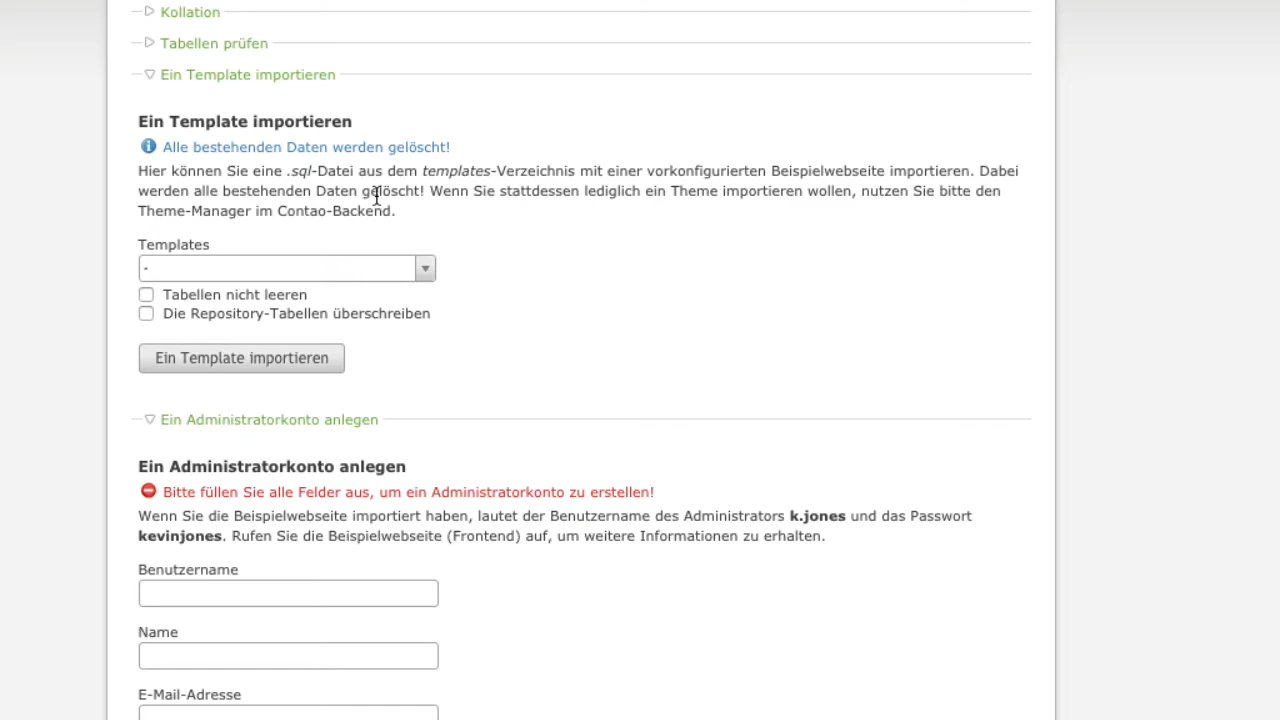 Kollation
Tabellen prüfen
Ein Template importieren
Ein Template importieren
Alle bestehenden Daten werden gelöscht!
Hier können Sie eine .sql-Datei aus dem templates-Verzeichnis mit einer vorkonfigurierten Beispielwebseite importieren. Dabei
werden alle bestehenden Daten gelöscht! Wenn Sie stattdessen lediglich ein Theme importieren wollen, nutzen Sie bitte den
Theme-Manager im Contao-Backend.
Templates
-
Tabellen nicht leeren
Die Repository-Tabellen überschreiben
Ein Template importieren
Ein Administratorkonto anlegen
Ein Administratorkonto anlegen
Bitte füllen Sie alle Felder aus, um ein Administratorkonto zu erstellen!
Wenn Sie die Beispielwebseite importiert haben, lautet der Benutzername des Administrators k.jones und das Passwort
kevinjones. Rufen Sie die Beispielwebseite (Frontend) auf, um weitere Informationen zu erhalten.
Benutzername
Name
E-Mail-Adresse